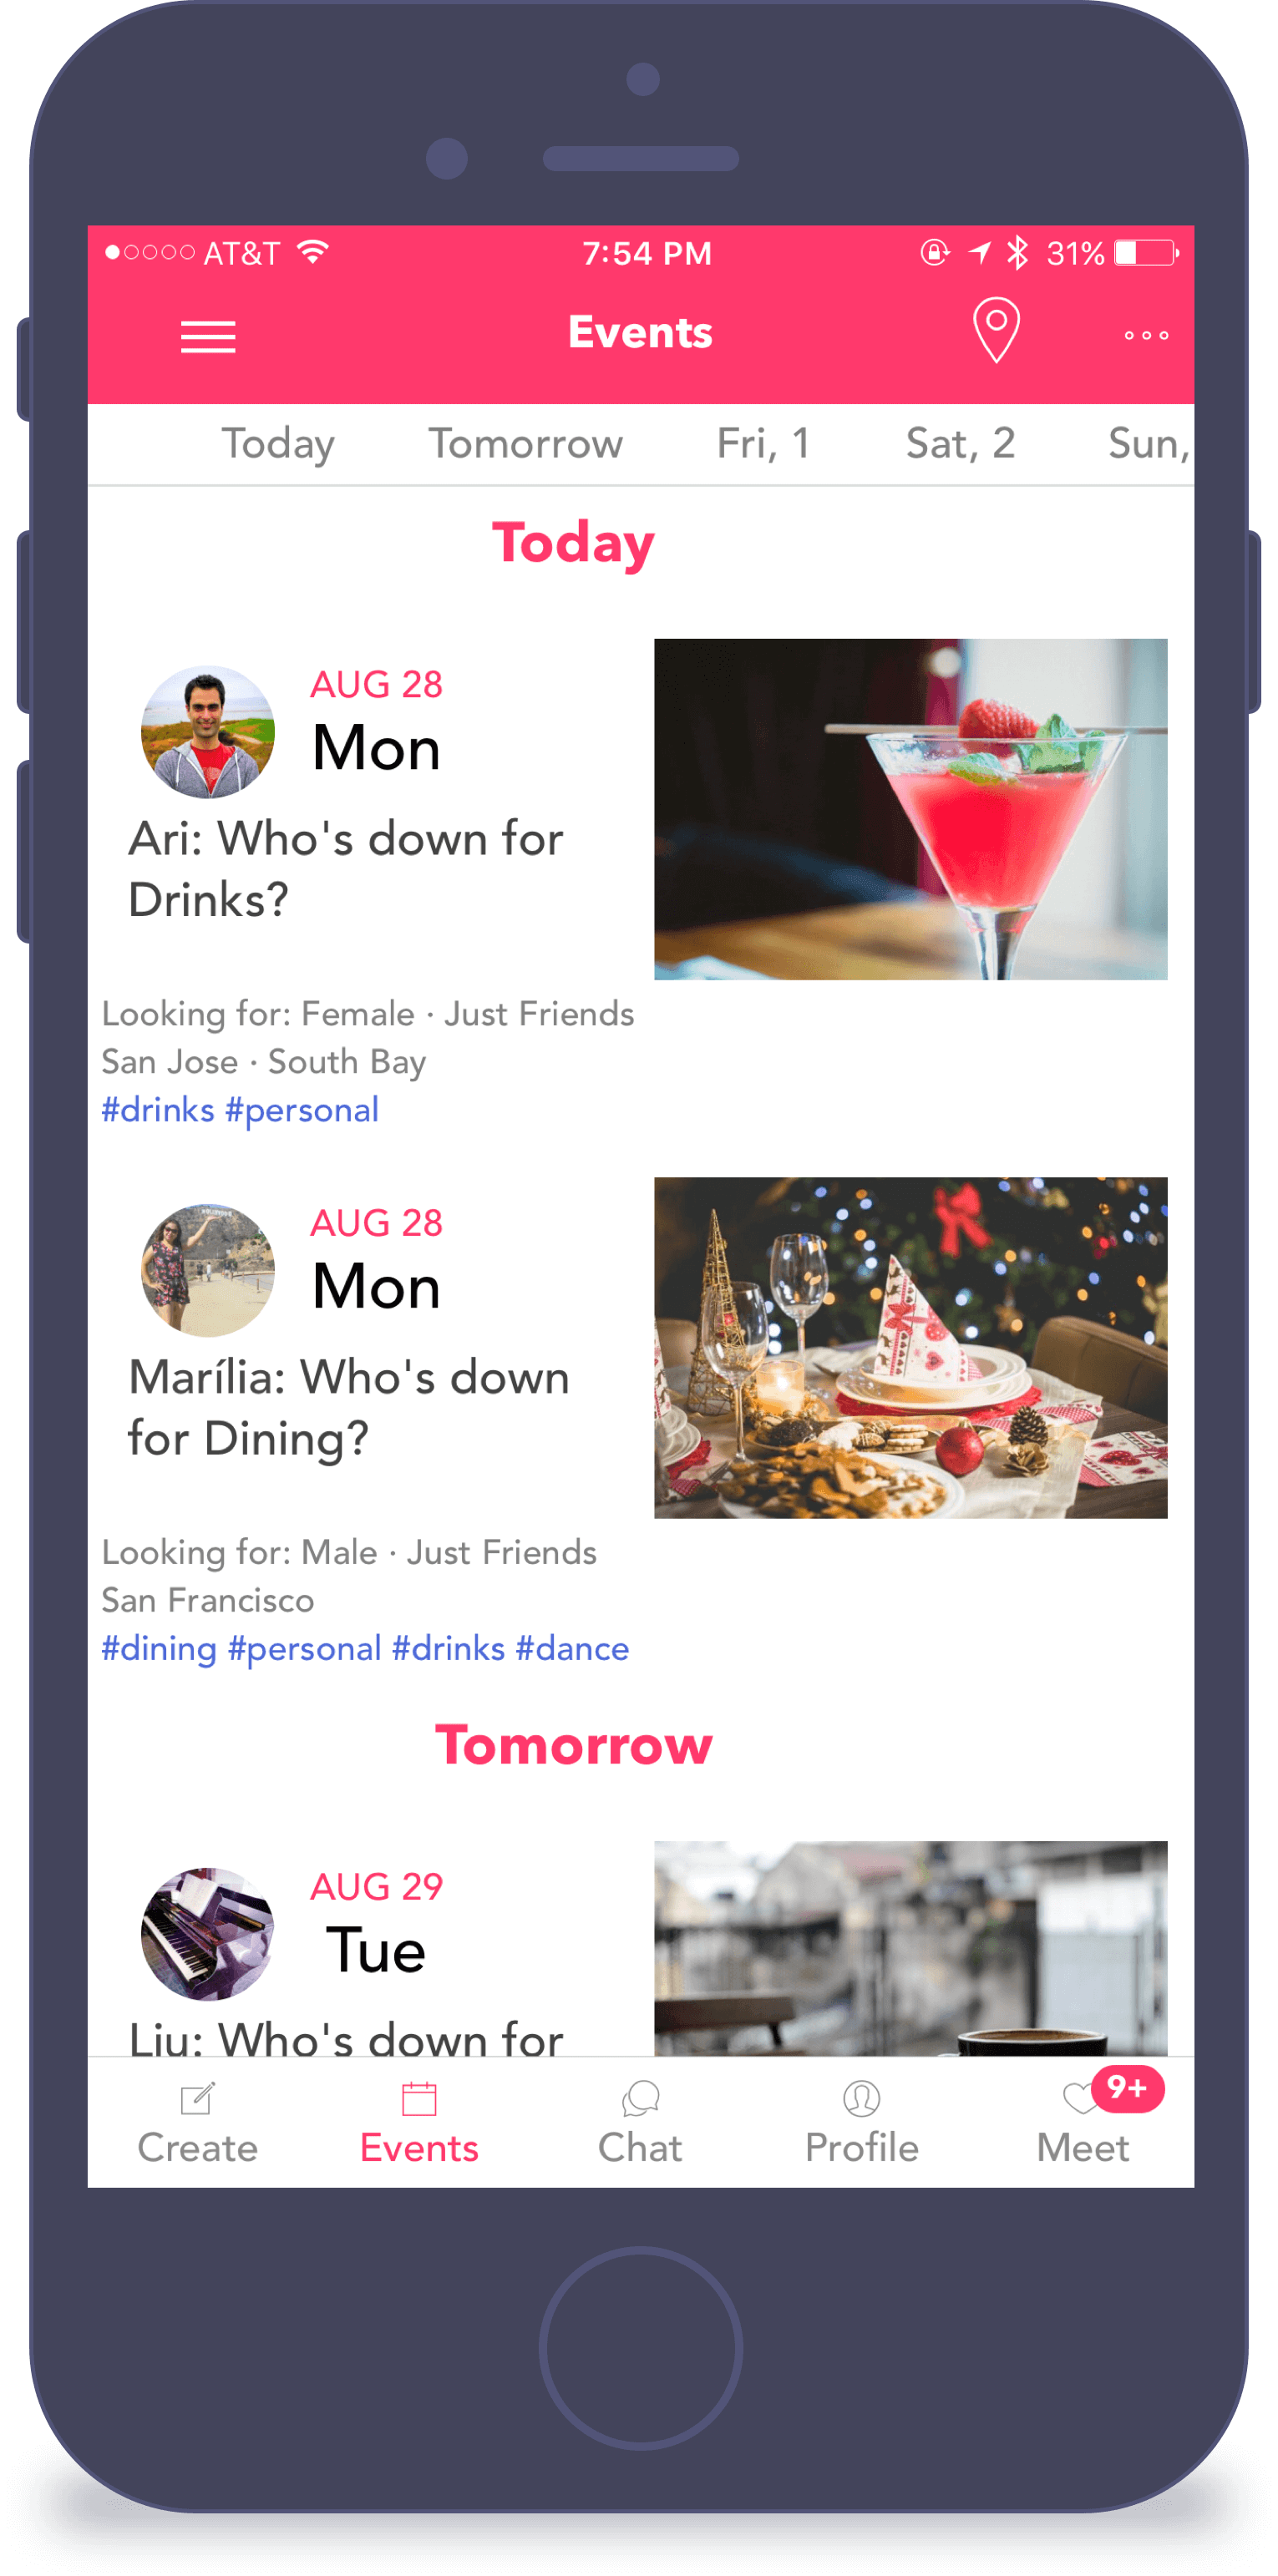 AT&T 7:54 PM 31%
Events
Today Tomorrow Fri, 1 Sat, 2 Sun,
Today
AUG 28
Mon
Ari: Who's down for
Drinks?
Looking for: Female · Just Friends
San Jose · South Bay
#drinks #personal
AUG 28
Mon
Marília: Who's down
for Dining?
Looking for: Male · Just Friends
San Francisco
#dining #personal #drinks #dance
Tomorrow
AUG 29
Tue
Liu: Who's down for
9+
Create Events Chat Profile Meet